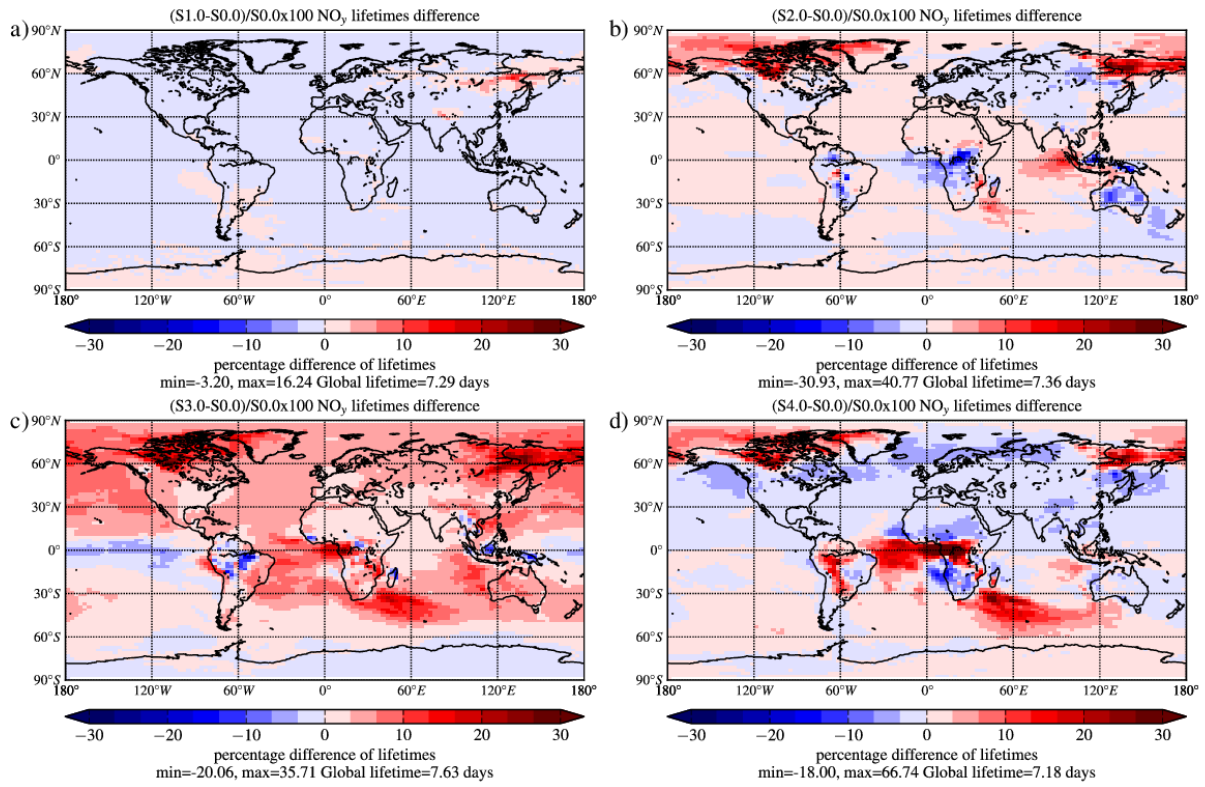 a)
(S1.0-S0.0)/S0.0x100 NOy lifetimes difference
90°N
60°N
30°N
0°
30°S
60°S
90°S
180° 120°W 60°W 0° 60°E 120°E 180°
−30 −20 −10 0 10 20 30
percentage difference of lifetimes
min=-3.20, max=16.24 Global lifetime=7.29 days
b)
(S2.0-S0.0)/S0.0x100 NOy lifetimes difference
90°N
60°N
30°N
0°
30°S
60°S
90°S
180° 120°W 60°W 0° 60°E 120°E 180°
−30 −20 −10 0 10 20 30
percentage difference of lifetimes
min=-30.93, max=40.77 Global lifetime=7.36 days
c)
(S3.0-S0.0)/S0.0x100 NOy lifetimes difference
90°N
60°N
30°N
0°
30°S
60°S
90°S
180° 120°W 60°W 0° 60°E 120°E 180°
−30 −20 −10 0 10 20 30
percentage difference of lifetimes
min=-20.06, max=35.71 Global lifetime=7.63 days
d)
(S4.0-S0.0)/S0.0x100 NOy lifetimes difference
90°N
60°N
30°N
0°
30°S
60°S
90°S
180° 120°W 60°W 0° 60°E 120°E 180°
−30 −20 −10 0 10 20 30
percentage difference of lifetimes
min=-18.00, max=66.74 Global lifetime=7.18 days